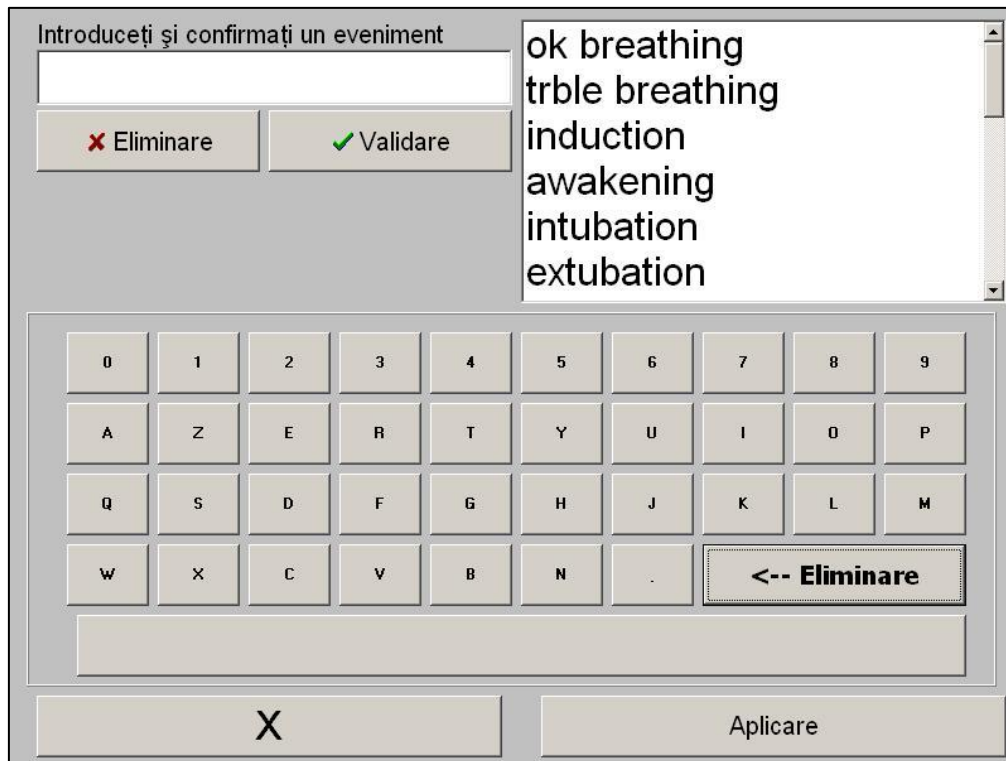 Introduceți şi confirmați un eveniment
✘ Eliminare ✔ Validare
ok breathing
trble breathing
induction
awakening
intubation
extubation
0 1 2 3 4 5 6 7 8 9
A Z E R T Y U I O P
Q S D F G H J K L M
W X C V B N . <-- Eliminare
X Aplicare